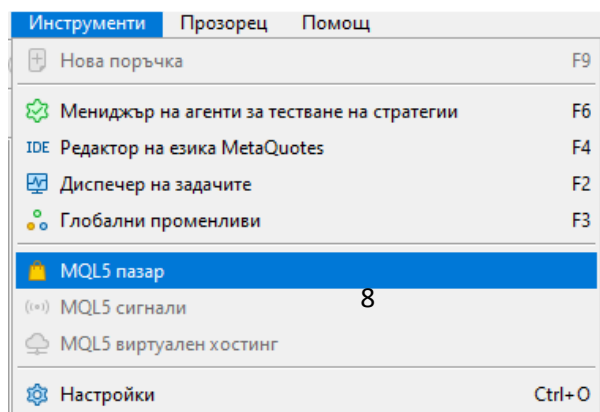 Инструменти Прозорец Помощ
Нова поръчка F9
Мениджър на агенти за тестване на стратегии F6
IDE Редактор на езика MetaQuotes F4
Диспечер на задачите F2
Глобални променливи F3
MQL5 пазар
8
MQL5 сигнали
MQL5 виртуален хостинг
Настройки Ctrl+O